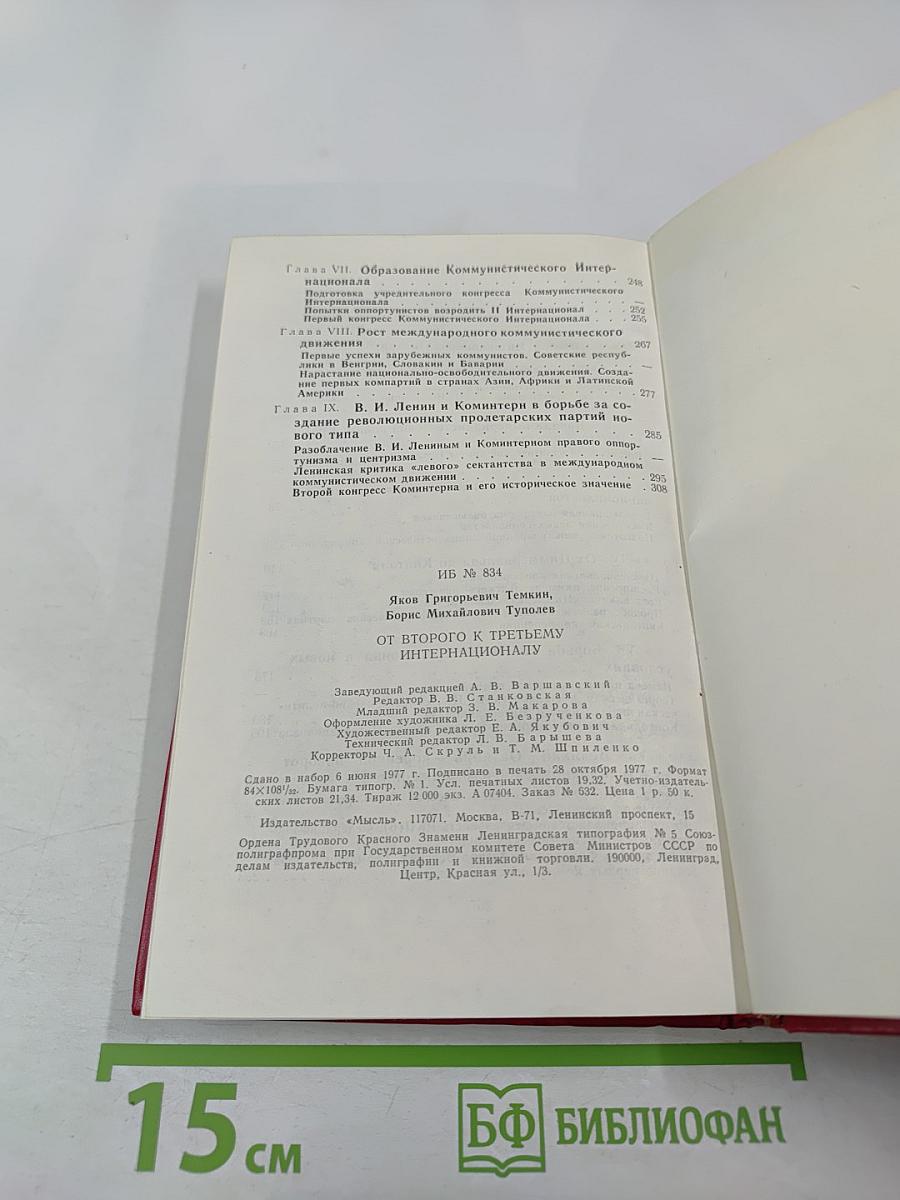 Глава VII. Образование Коммунистического Интер-
национала . . . . . . . . . . . . . . 248
Подготовка учредительного конгресса Коммунистического
Интернационала . . . . . . . . . . . . . . —
Попытки оппортунистов возродить II Интернационал . . . 252
Первый конгресс Коммунистического Интернационала . . . 255
Глава VIII. Рост международного коммунистического
движения . . . . . . . . . . . . . . 267
Первые успехи зарубежных коммунистов. Советские респуб-
лики в Венгрии, Словакии и Баварии . . . . . . . . —
Нарастание национально-освободительного движения. Созда-
ние первых компартий в странах Азии, Африки и Латинской
Америки . . . . . . . . . . . . . . 277
Глава IX. В. И. Ленин и Коминтерн в борьбе за со-
здание революционных пролетарских партий но-
вого типа . . . . . . . . . . . . . . 285
Разоблачение В. И. Лениным и Коминтерном правого оппор-
тунизма и центризма . . . . . . . . . . . . —
Ленинская критика «левого» сектантства в международном
коммунистическом движении . . . . . . . . . . 295
Второй конгресс Коминтерна и его историческое значение . 308
ИБ № 834
Яков Григорьевич Темкин,
Борис Михайлович Туполев
ОТ ВТОРОГО К ТРЕТЬЕМУ
ИНТЕРНАЦИОНАЛУ
Заведующий редакцией А. В. Варшавский
Редактор В. В. Станковская
Младший редактор З. В. Макарова
Оформление художника Л. Е. Безрученкова
Художественный редактор Е. А. Якубович
Технический редактор Л. В. Барышева
Корректоры Ч. А. Скруль и Т. М. Шпиленко
Сдано в набор 6 июня 1977 г. Подписано в печать 28 октября 1977 г. Формат
84×108¹/₃₂. Бумага типогр. № 1. Усл. печатных листов 19,32. Учетно-издатель-
ских листов 21,34. Тираж 12 000 экз. А 07404. Заказ № 532. Цена 1 р. 50 к.
Издательство «Мысль». 117071. Москва, В-71, Ленинский проспект, 15
Ордена Трудового Красного Знамени Ленинградская типография № 5 Союз-
полиграфпрома при Государственном комитете Совета Министров СССР по
делам издательств, полиграфии и книжной торговли. 190000, Ленинград,
Центр, Красная ул., 1/3.
15 см
БФ БИБЛИОФАН